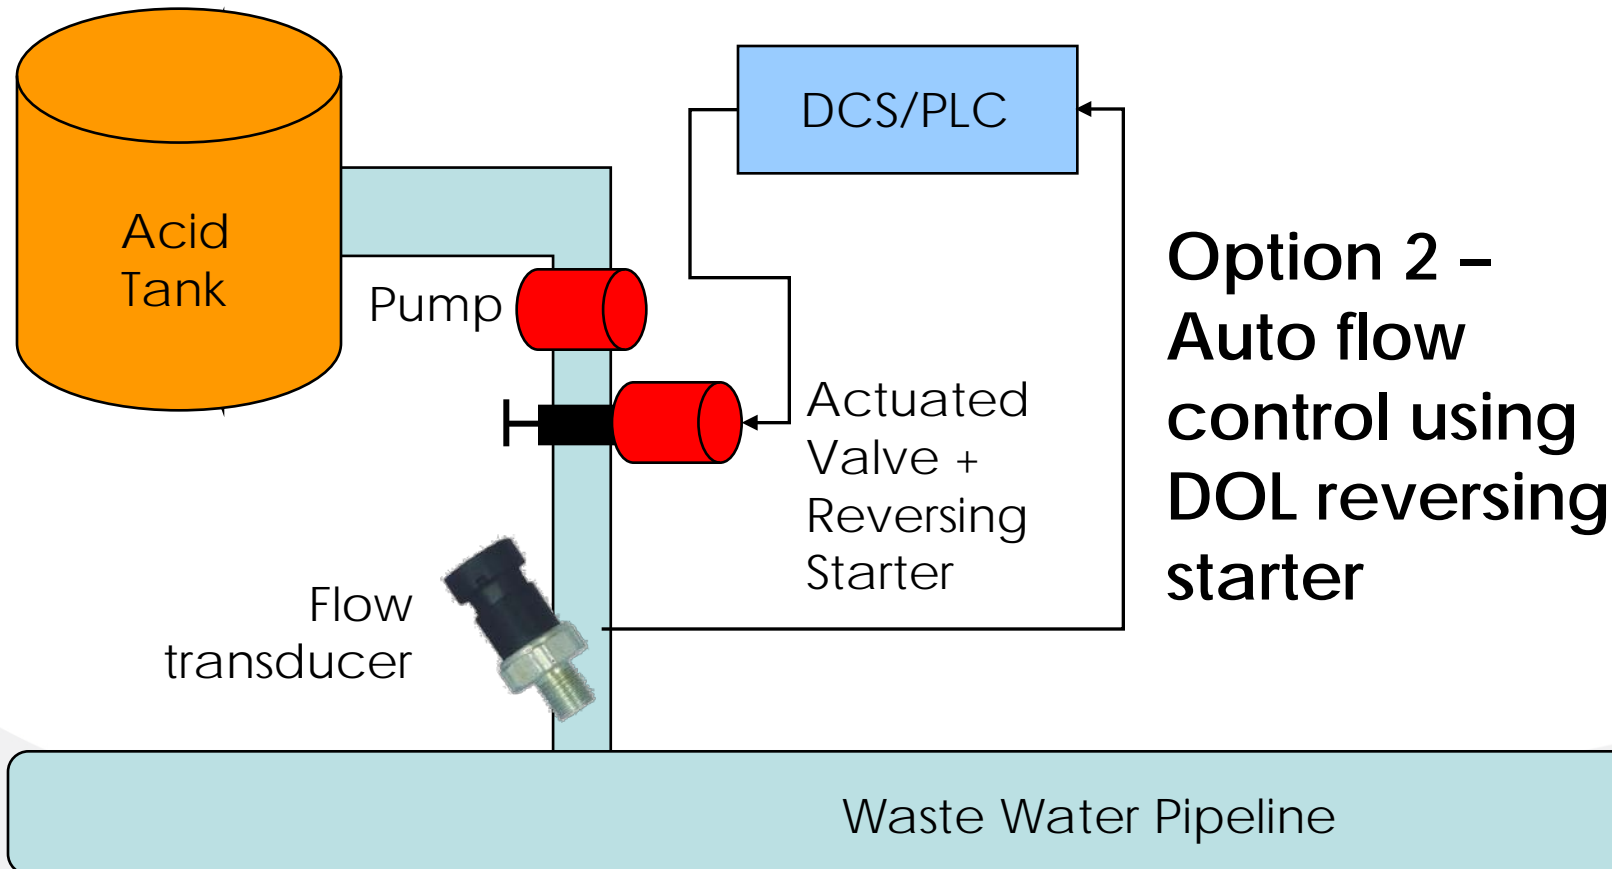 DCS/PLC
Acid
Tank
Pump
Actuated
Valve +
Reversing
Starter
Option 2 –
Auto flow
control using
DOL reversing
starter
Flow
transducer
Waste Water Pipeline